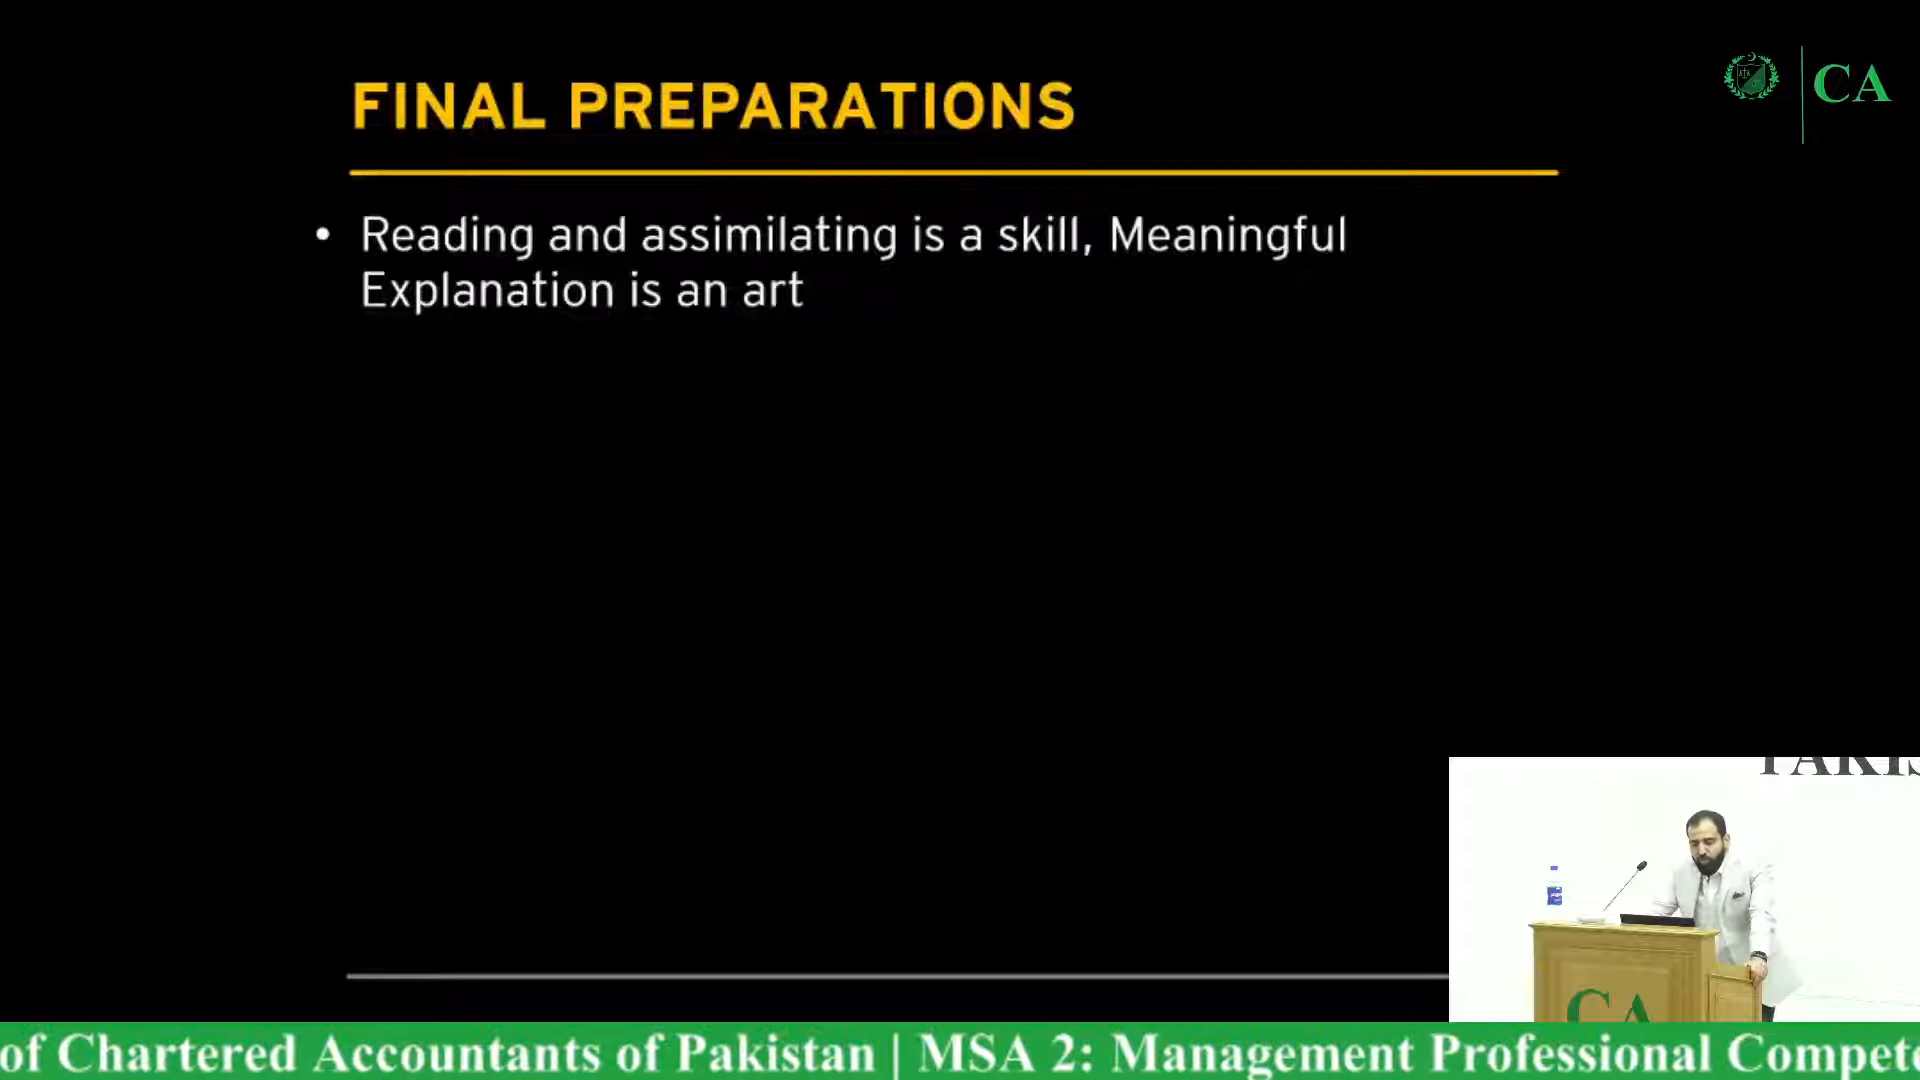 FINAL PREPARATIONS
CA
• Reading and assimilating is a skill, Meaningful
Explanation is an art
CA
of Chartered Accountants of Pakistan | MSA 2: Management Professional